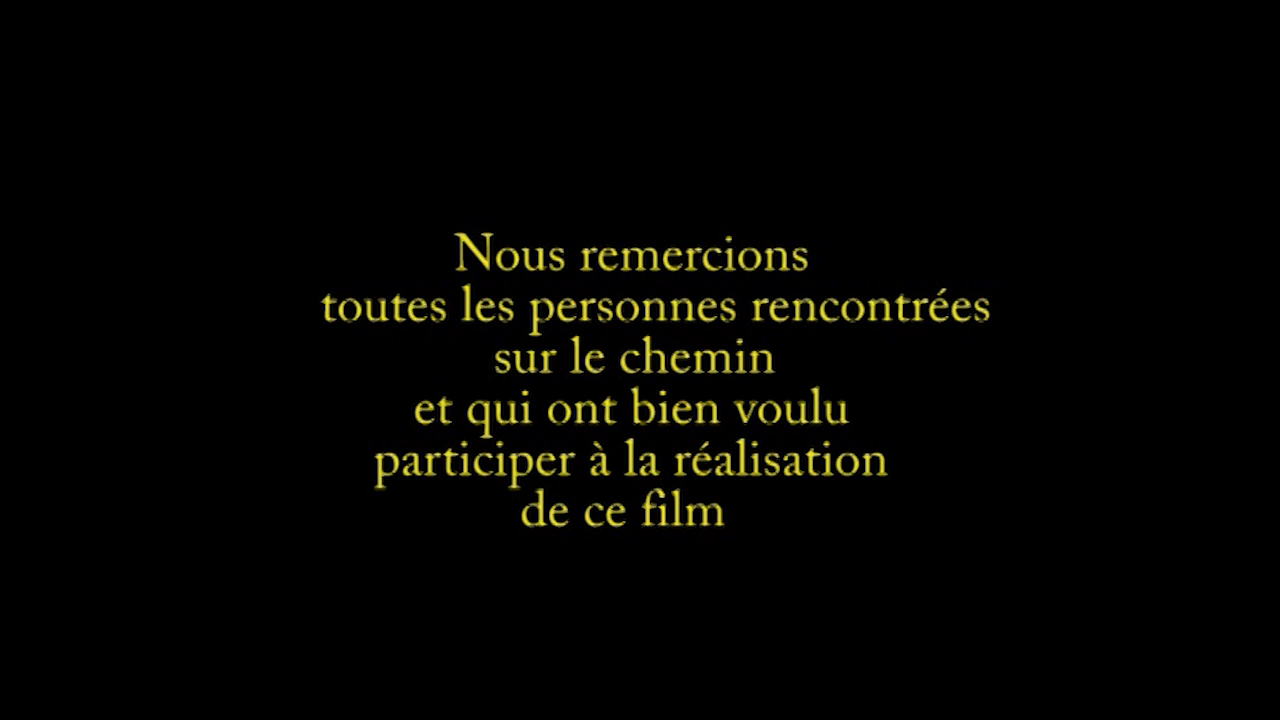 Nous remercions
toutes les personnes rencontrées
sur le chemin
et qui ont bien voulu
participer à la réalisation
de ce film